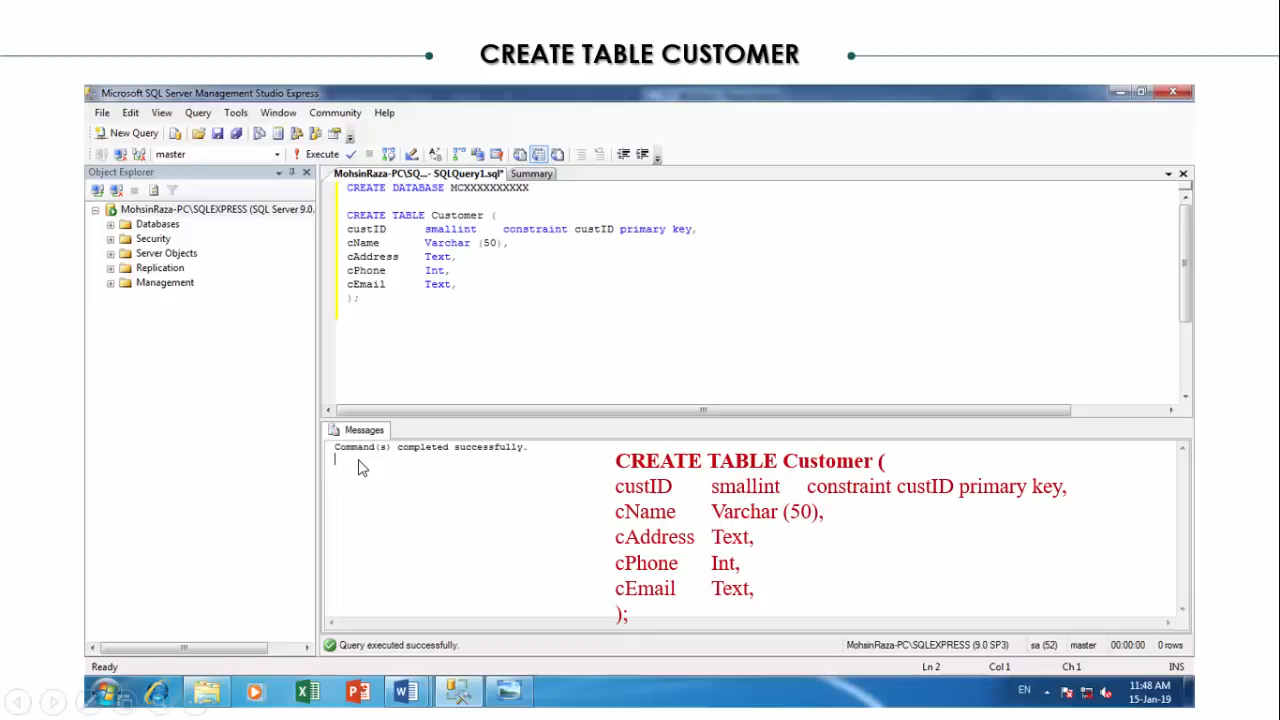 CREATE TABLE CUSTOMER
Microsoft SQL Server Management Studio Express
File Edit View Query Tools Window Community Help
New Query
master Execute
Object Explorer
MohsinRaza-PC\SQ...- SQLQuery1.sql* Summary
MohsinRaza-PC\SQLEXPRESS (SQL Server 9.0.
Databases
Security
Server Objects
Replication
Management
CREATE DATABASE MCXXXXXXXXXX
CREATE TABLE Customer (
custID smallint constraint custID primary key,
cName Varchar (50),
cAddress Text,
cPhone Int,
cEmail Text,
);
Messages
Command(s) completed successfully.
CREATE TABLE Customer (
custID smallint constraint custID primary key,
cName Varchar (50),
cAddress Text,
cPhone Int,
cEmail Text,
);
Query executed successfully. MohsinRaza-PC\SQLEXPRESS (9.0 SP3) sa (52) master 00:00:00 0 rows
Ready Ln 2 Col 1 Ch 1 INS
EN 11:48 AM
15-Jan-19